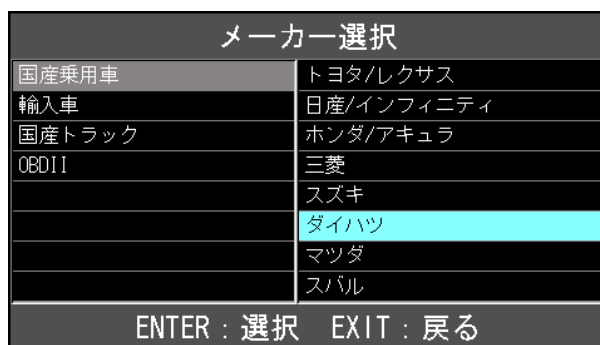 メーカー選択
国産乗用車
輸入車
国産トラック
OBDII
トヨタ/レクサス
日産/インフィニティ
ホンダ/アキュラ
三菱
スズキ
ダイハツ
マツダ
スバル
ENTER：選択 EXIT：戻る